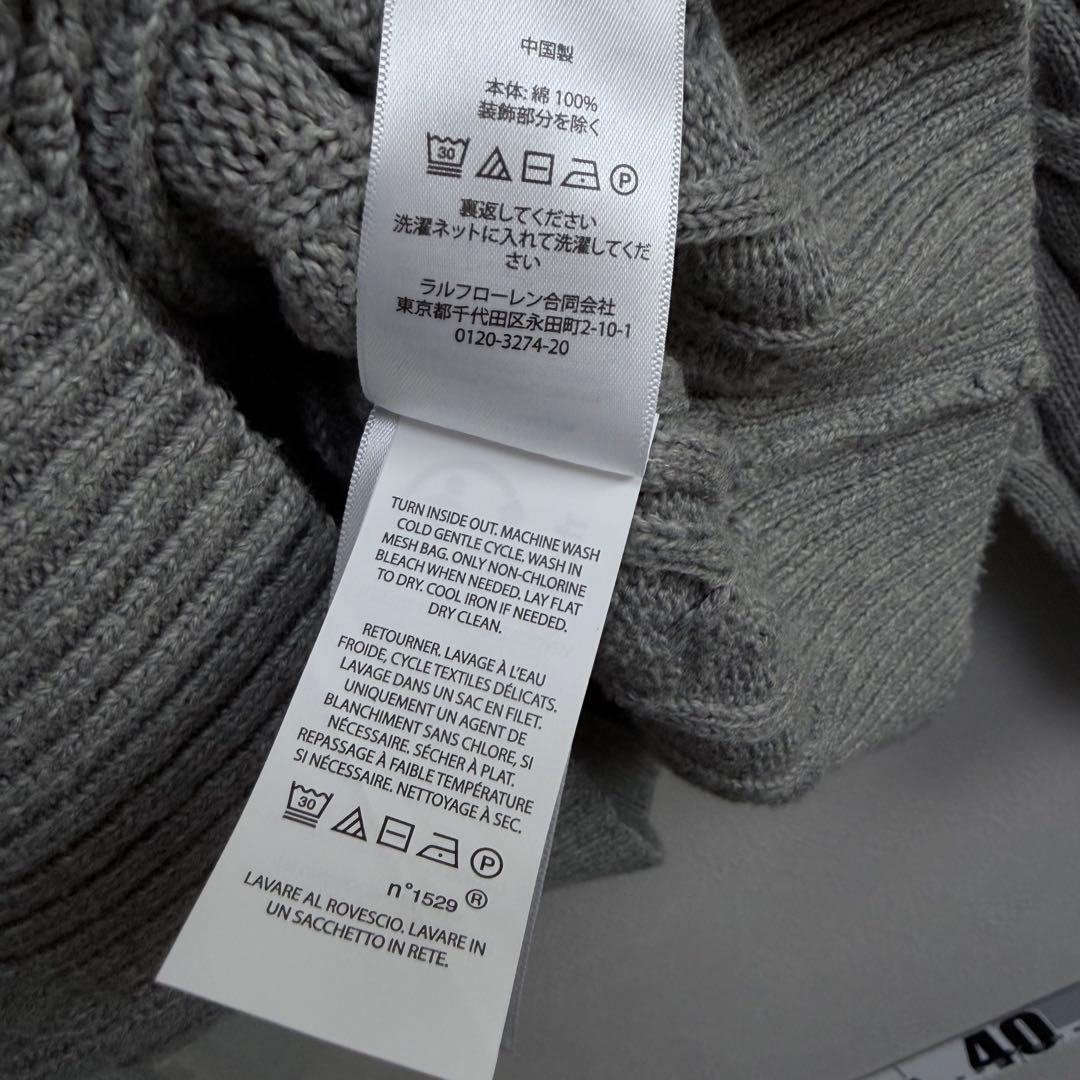 中国製
本体: 綿 100%
装飾部分を除く
30
P
裏返してください
洗濯ネットに入れて洗濯してくだ
さい
ラルフローレン合同会社
東京都千代田区永田町2-10-1
0120-3274-20
TURN INSIDE OUT. MACHINE WASH
COLD GENTLE CYCLE. WASH IN
MESH BAG. ONLY NON-CHLORINE
BLEACH WHEN NEEDED. LAY FLAT
TO DRY. COOL IRON IF NEEDED.
DRY CLEAN.
RETOURNER. LAVAGE À L'EAU
FROIDE, CYCLE TEXTILES DÉLICATS.
LAVAGE DANS UN SAC EN FILET.
UNIQUEMENT UN AGENT DE
BLANCHIMENT SANS CHLORE, SI
NÉCESSAIRE. SÉCHER À PLAT.
REPASSAGE À FAIBLE TEMPÉRATURE
SI NÉCESSAIRE. NETTOYAGE À SEC.
30
P
n°1529 ®
LAVARE AL ROVESCIO. LAVARE IN
UN SACCHETTO IN RETE.
40